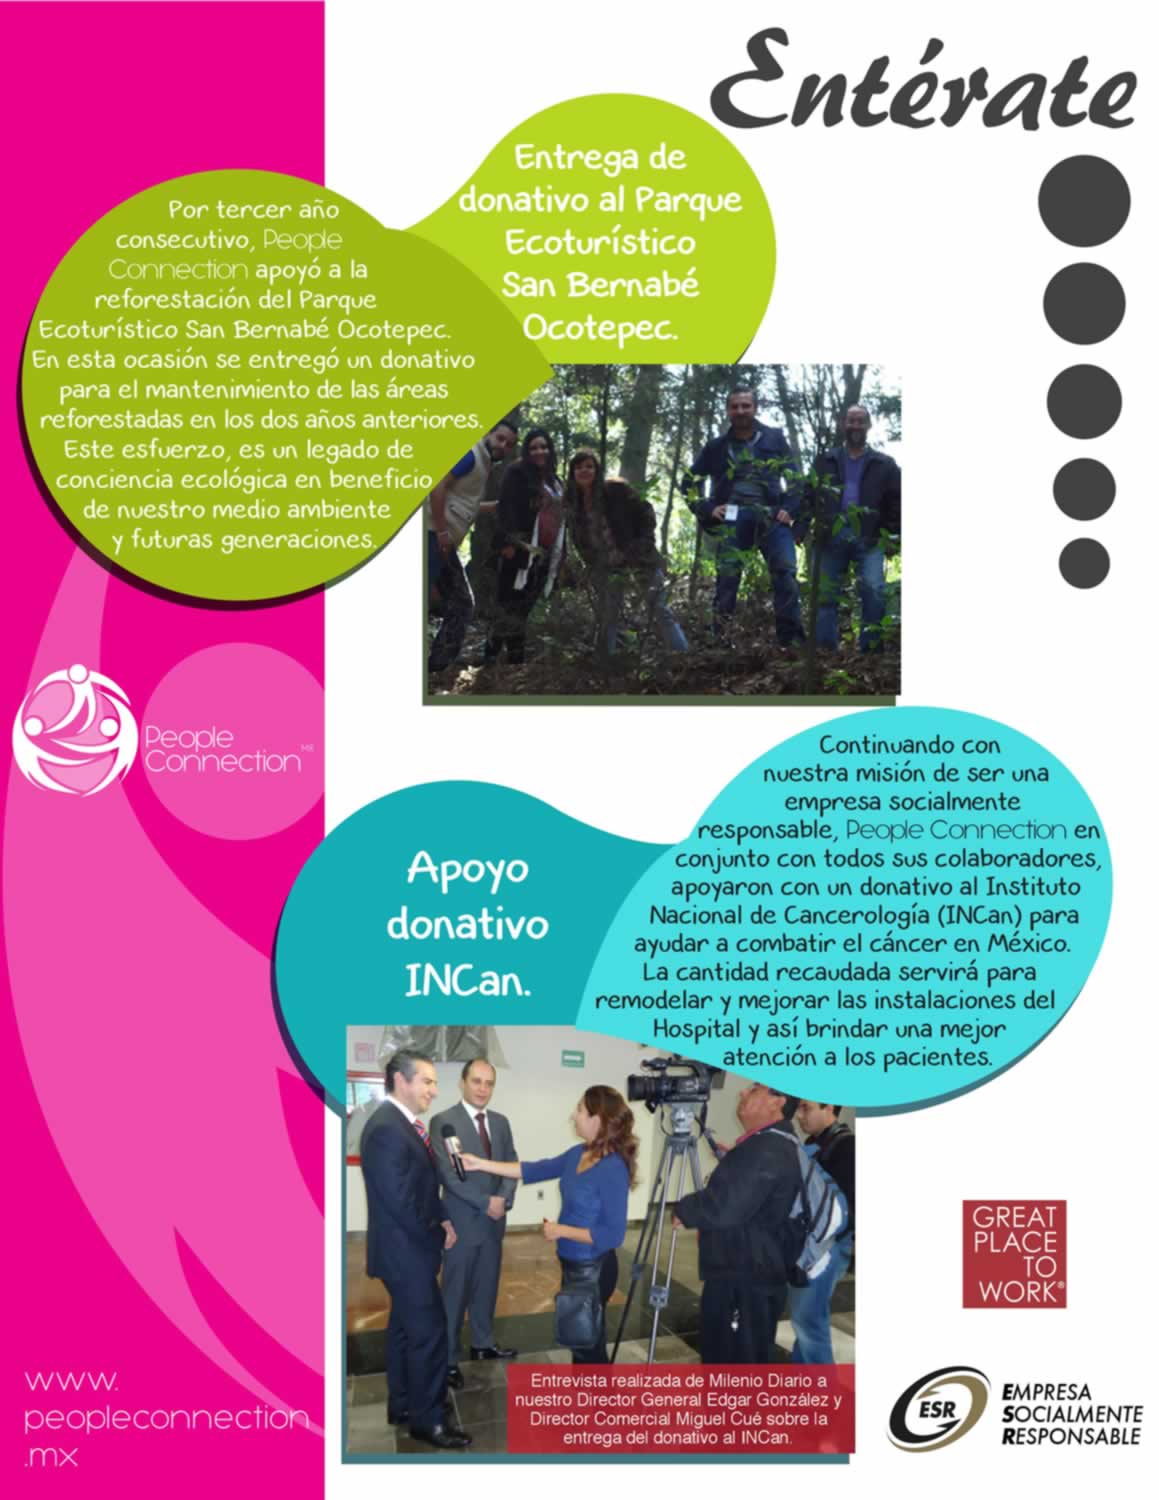 Entérate
Entrega de
donativo al Parque
Ecoturístico
San Bernabé
Ocotepec.
Por tercer año
consecutivo, People
Connection apoyó a la
reforestación del Parque
Ecoturístico San Bernabé Ocotepec.
En esta ocasión se entregó un donativo
para el mantenimiento de las áreas
reforestadas en los dos años anteriores.
Este esfuerzo, es un legado de
conciencia ecológica en beneficio
de nuestro medio ambiente
y futuras generaciones.
People
Connection MR
Apoyo
donativo
INCan.
Continuando con
nuestra misión de ser una
empresa socialmente
responsable, People Connection en
conjunto con todos sus colaboradores,
apoyaron con un donativo al Instituto
Nacional de Cancerología (INCan) para
ayudar a combatir el cáncer en México.
La cantidad recaudada servirá para
remodelar y mejorar las instalaciones del
Hospital y así brindar una mejor
atención a los pacientes.
Entrevista realizada de Milenio Diario a
nuestro Director General Edgar González y
Director Comercial Miguel Cué sobre la
entrega del donativo al INCan.
GREAT
PLACE
TO
WORK®
ESR
EMPRESA
SOCIALMENTE
RESPONSABLE
www.
peopleconnection
.mx